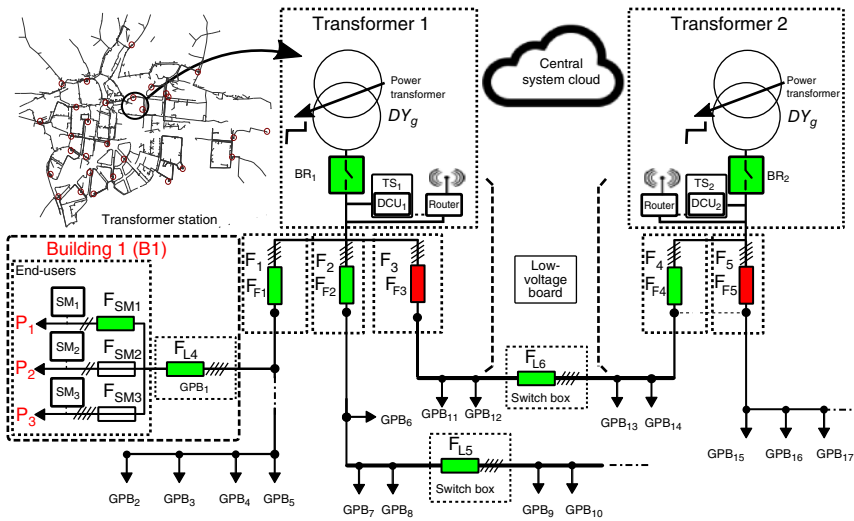 Transformer 1
Transformer 2
Central
system cloud
Power
transformer
DYg
Power
transformer
DYg
BR1
TS1
DCU1
Router
TS2
DCU2
Router
BR2
Transformer station
Building 1 (B1)
End-users
SM1
P1
FSM1
SM2
P2
FSM2
SM3
P3
FSM3
FL4
GPB1
F1
FF1
F2
FF2
F3
FF3
Low-
voltage
board
F4
FF4
F5
FF5
FL6
Switch box
GPB11
GPB12
GPB13
GPB14
GPB6
GPB15
GPB16
GPB17
FL5
Switch box
GPB2
GPB3
GPB4
GPB5
GPB7
GPB8
GPB9
GPB10